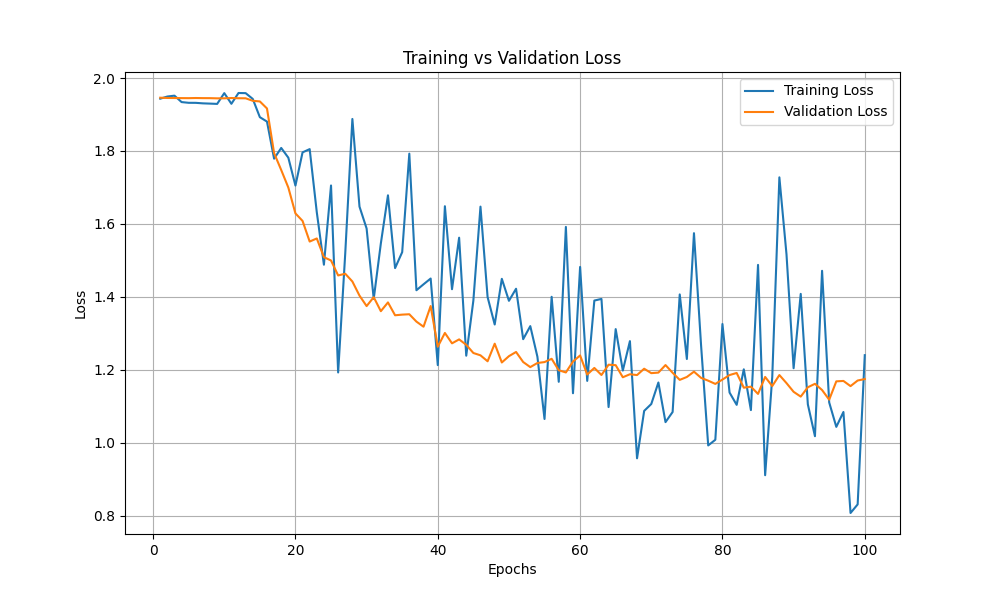 Training vs Validation Loss
Training Loss
Validation Loss
2.0
1.8
1.6
1.4
1.2
1.0
0.8
Loss
0 20 40 60 80 100
Epochs